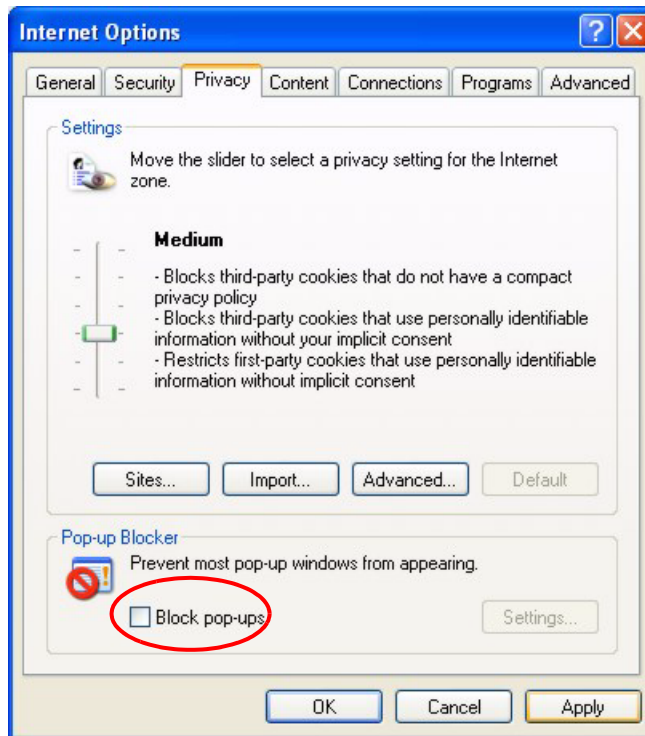 Internet Options
General Security Privacy Content Connections Programs Advanced
Settings
Move the slider to select a privacy setting for the Internet
zone.
Medium
- Blocks third-party cookies that do not have a compact
privacy policy
- Blocks third-party cookies that use personally identifiable
information without your implicit consent
- Restricts first-party cookies that use personally identifiable
information without implicit consent
Sites... Import... Advanced... Default
Pop-up Blocker
Prevent most pop-up windows from appearing.
Block pop-ups Settings...
OK Cancel Apply